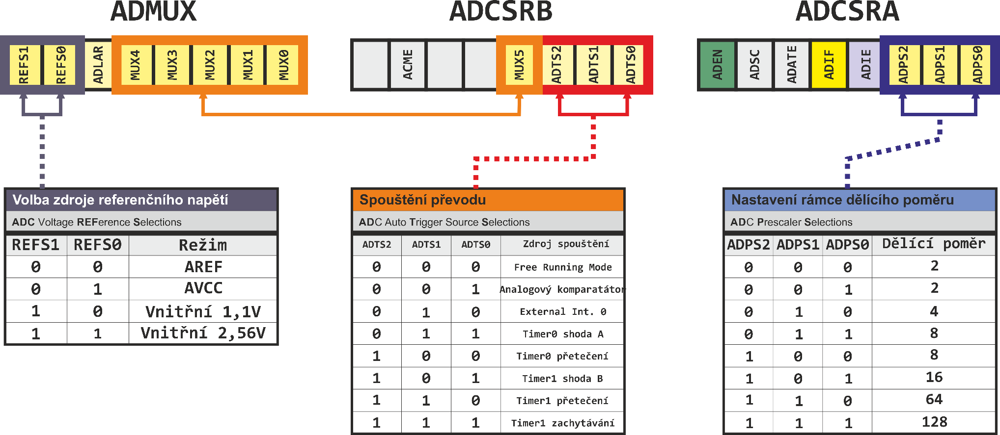 ADMUX
ADCSRB
ADCSRA
REFS1 REFS0 ADLAR MUX4 MUX3 MUX2 MUX1 MUX0
ACME MUX5 ADTS2 ADTS1 ADTS0
ADEN ADSC ADATE ADIF ADIE ADPS2 ADPS1 ADPS0
Volba zdroje referenčního napětí
ADC Voltage REFerence Selections
REFS1 REFS0 Režim
0 0 AREF
0 1 AVCC
1 0 Vnitřní 1,1V
1 1 Vnitřní 2,56V
Spouštění převodu
ADC Auto Trigger Source Selections
ADTS2 ADTS1 ADTS0 Zdroj spouštění
0 0 0 Free Running Mode
0 0 1 Analogový komparatátor
0 1 0 External Int. 0
0 1 1 Timer0 shoda A
1 0 0 Timer0 přetečení
1 0 1 Timer1 shoda B
1 1 0 Timer1 přetečení
1 1 1 Timer1 zachytávání
Nastavení rámce dělícího poměru
ADC Prescaler Selections
ADPS2 ADPS1 ADPS0 Dělící poměr
0 0 0 2
0 0 1 2
0 1 0 4
0 1 1 8
1 0 0 8
1 0 1 16
1 1 0 64
1 1 1 128